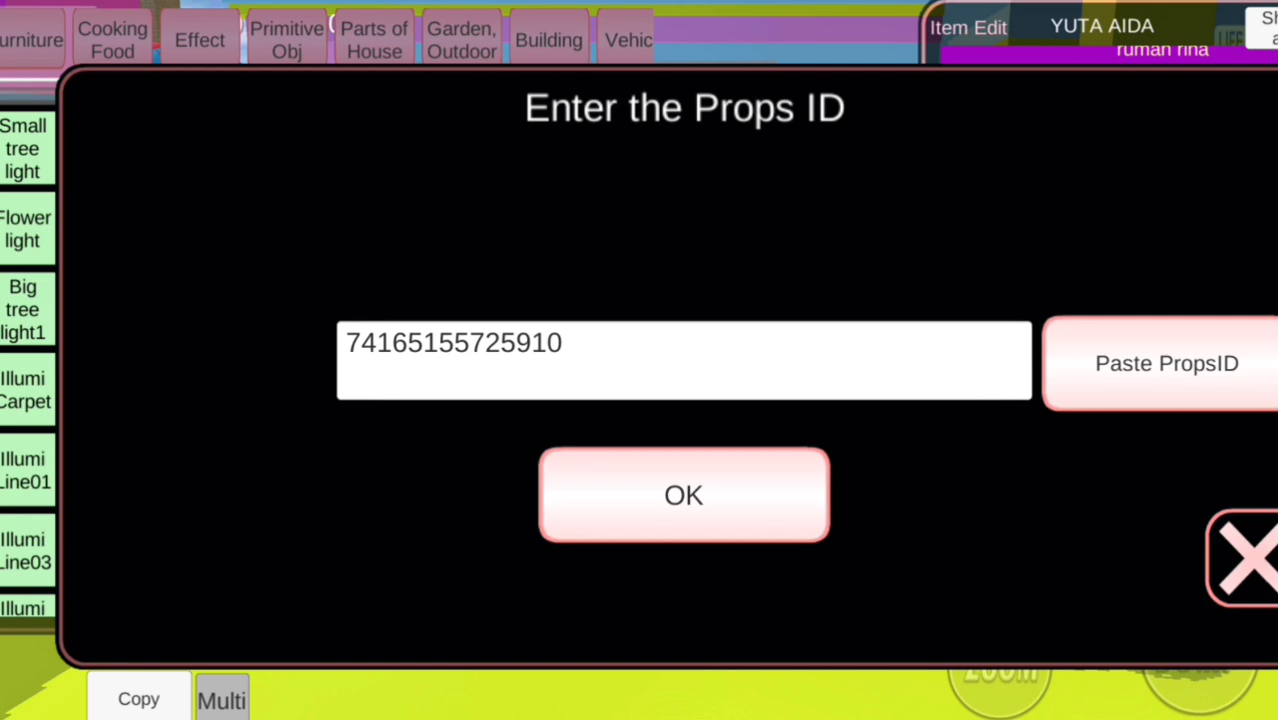 Cooking
Food
Effect
Primitive
Obj
Parts of
House
Garden,
Outdoor
Building
Item Edit
YUTA AIDA
LIFE
ruman rina
Enter the Props ID
Small
tree
light
Flower
light
Big
tree
light1
74165155725910
Paste PropsID
Illumi
Carpet
Illumi
Line01
OK
Illumi
Line03
Illumi
ZOOM
Copy
Multi